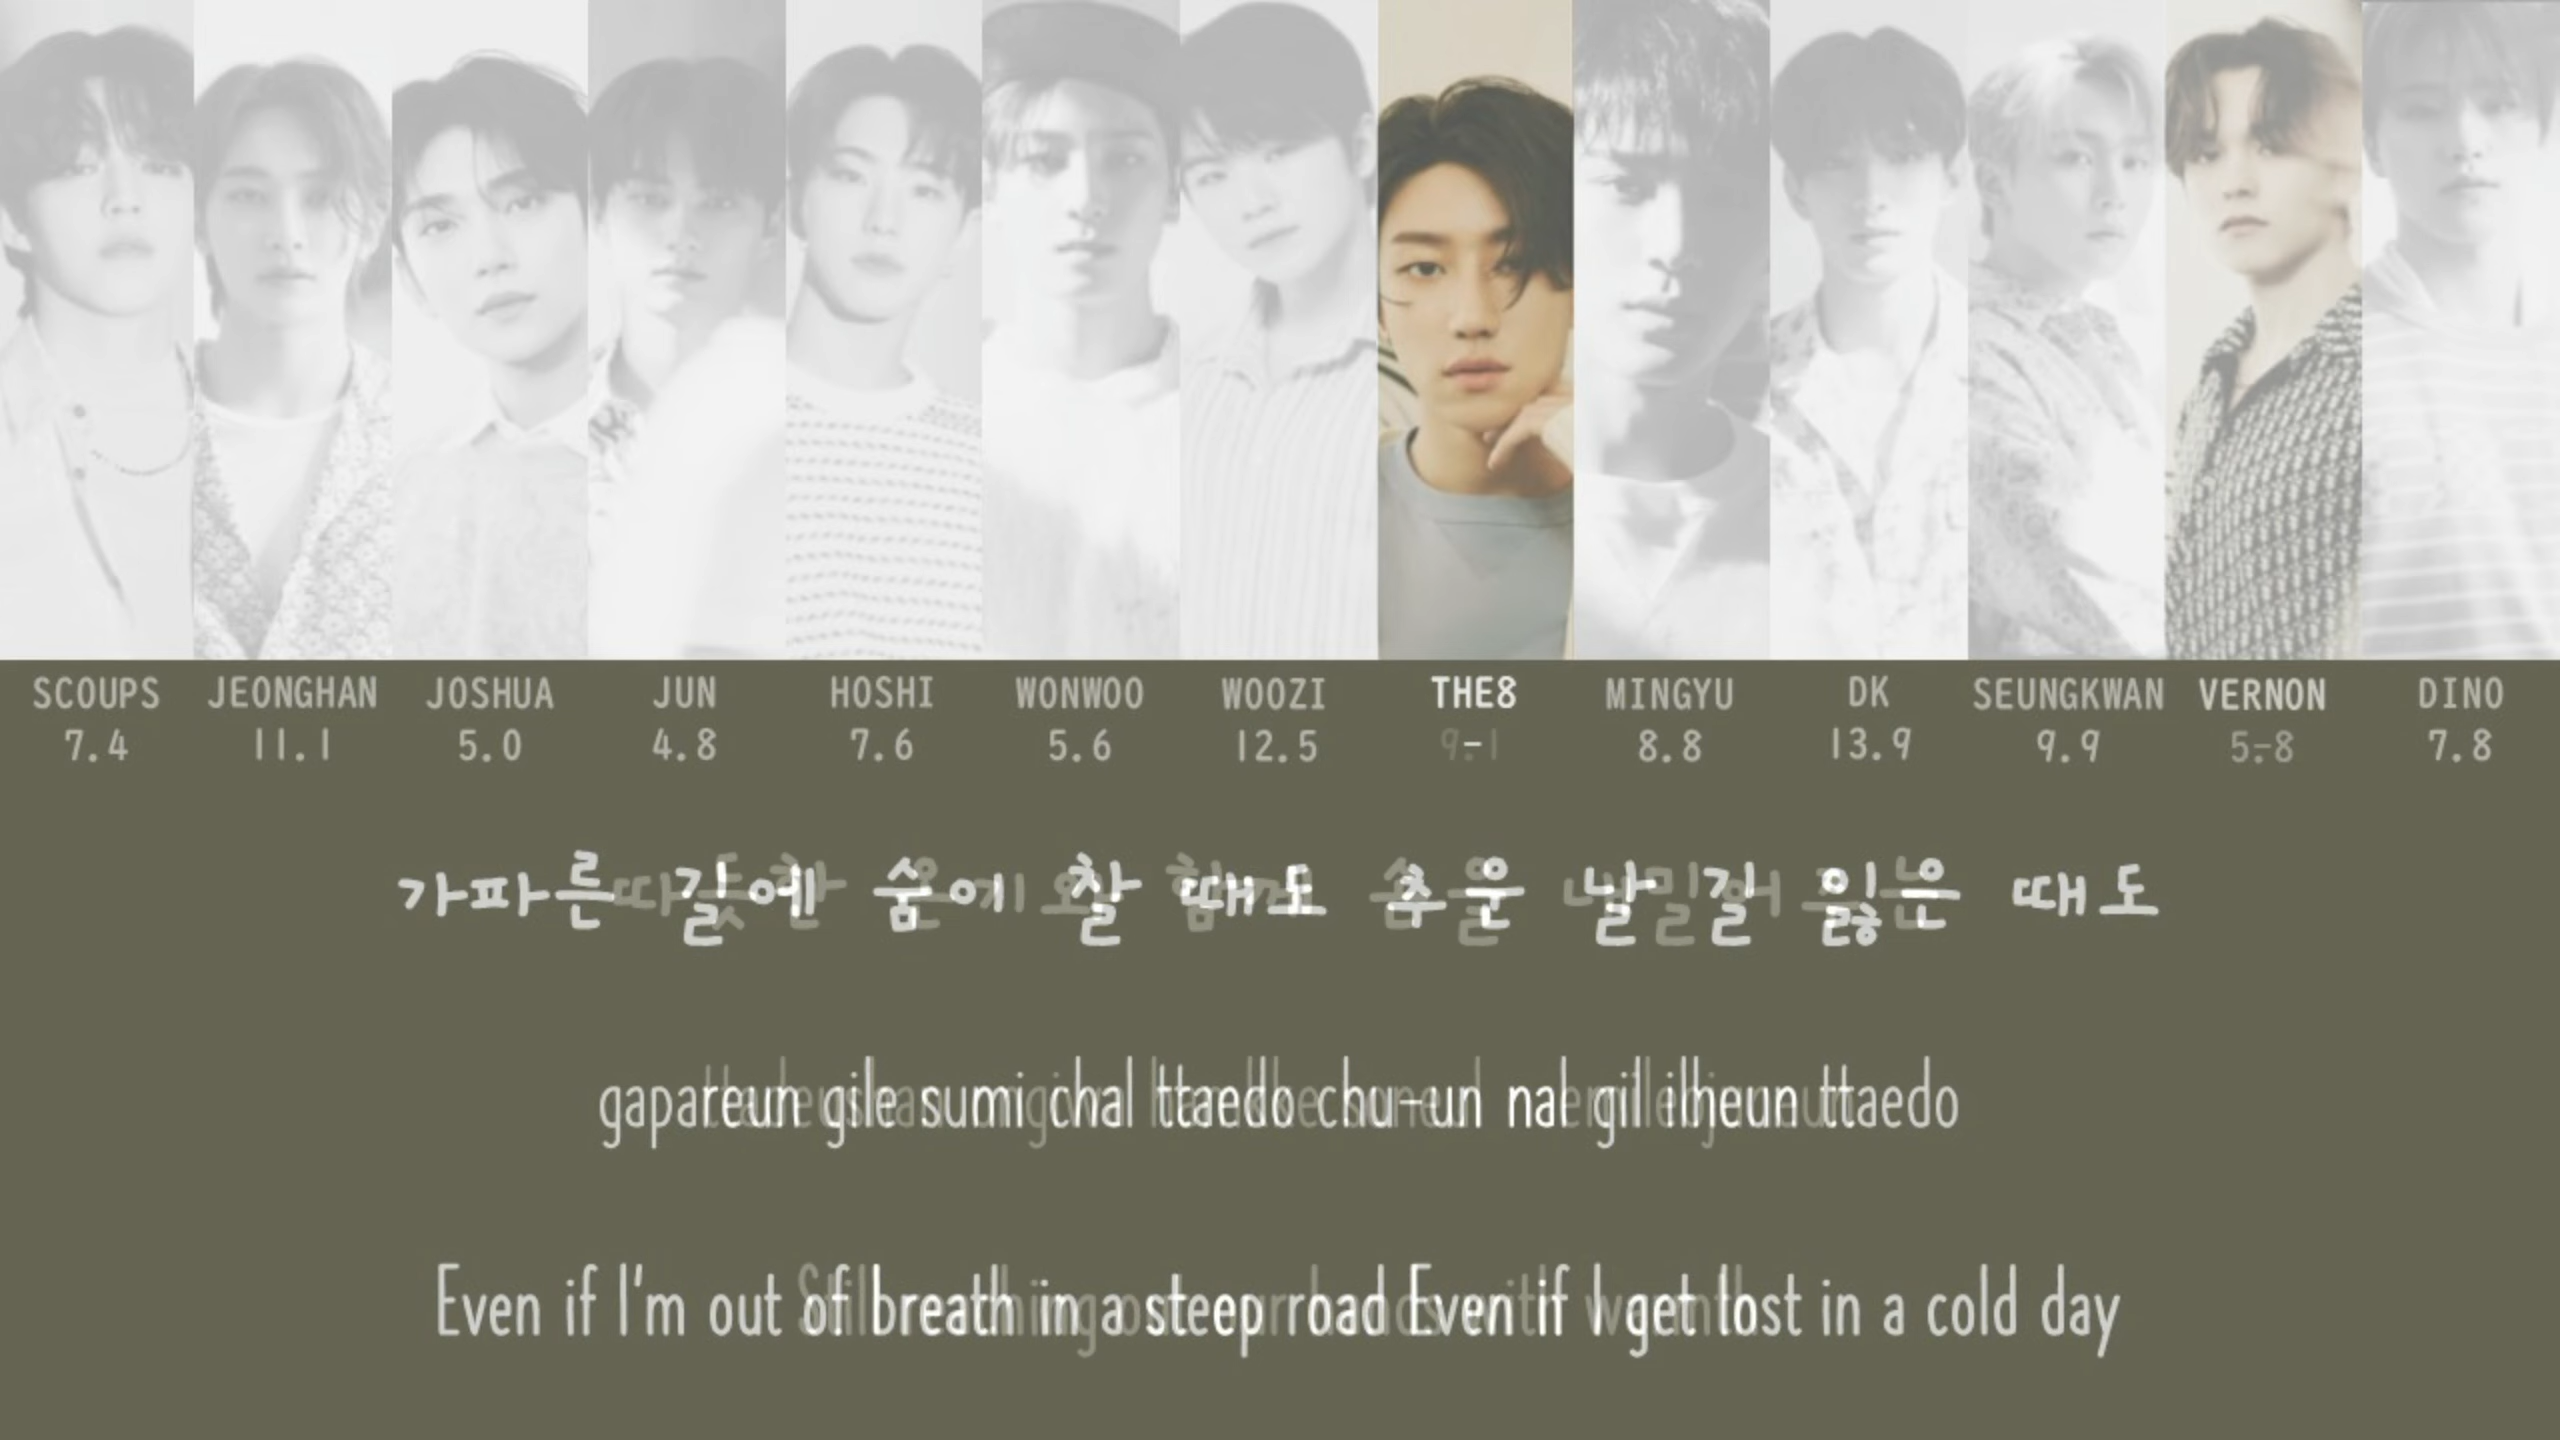 SCOUPS JEONGHAN JOSHUA JUN HOSHI WONWOO WOOZI THE8 MINGYU DK SEUNGKWAN VERNON DINO
7.4 11.1 5.0 4.8 7.6 5.6 12.5 9.1 8.8 13.9 9.9 5.8 7.8
가파른 길에 숨이 찰 때도 추운 날 길 잃은 때도
gapareun gile sumi chal ttaedo chu-un nal gil ilheun ttaedo
Even if I'm out of breath in a steep road Even if I get lost in a cold day